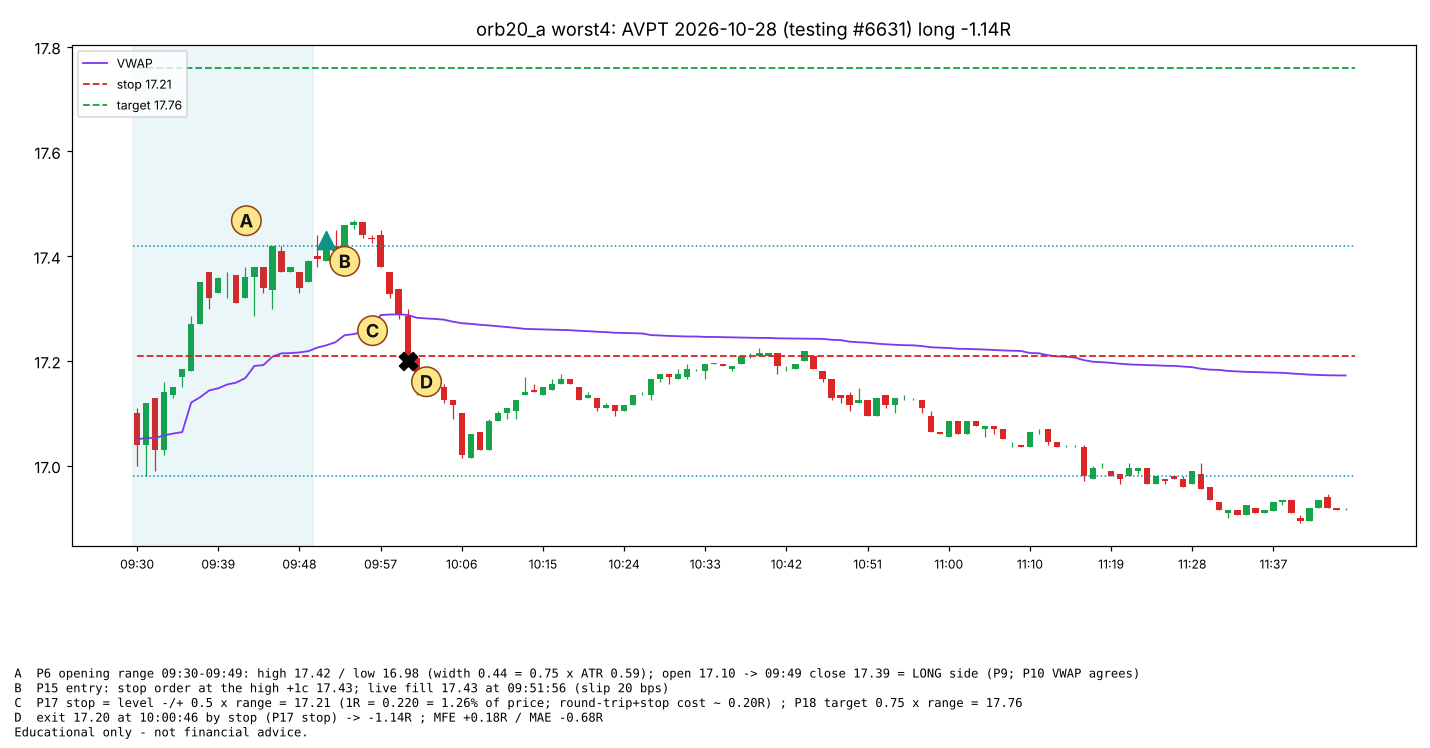 orb20_a worst4: AVPT 2026-10-28 (testing #6631) long -1.14R
17.8
VWAP
stop 17.21
target 17.76
17.6
A
17.4
B
C
17.2
D
17.0
09:30 09:39 09:48 09:57 10:06 10:15 10:24 10:33 10:42 10:51 11:00 11:10 11:19 11:28 11:37
A P6 opening range 09:30-09:49: high 17.42 / low 16.98 (width 0.44 = 0.75 x ATR 0.59); open 17.10 -> 09:49 close 17.39 = LONG side (P9; P10 VWAP agrees)
B P15 entry: stop order at the high +1c 17.43; live fill 17.43 at 09:51:56 (slip 20 bps)
C P17 stop = level -/+ 0.5 x range = 17.21 (1R = 0.220 = 1.26% of price; round-trip+stop cost ~ 0.20R) ; P18 target 0.75 x range = 17.76
D exit 17.20 at 10:00:46 by stop (P17 stop) -> -1.14R ; MFE +0.18R / MAE -0.68R
Educational only - not financial advice.